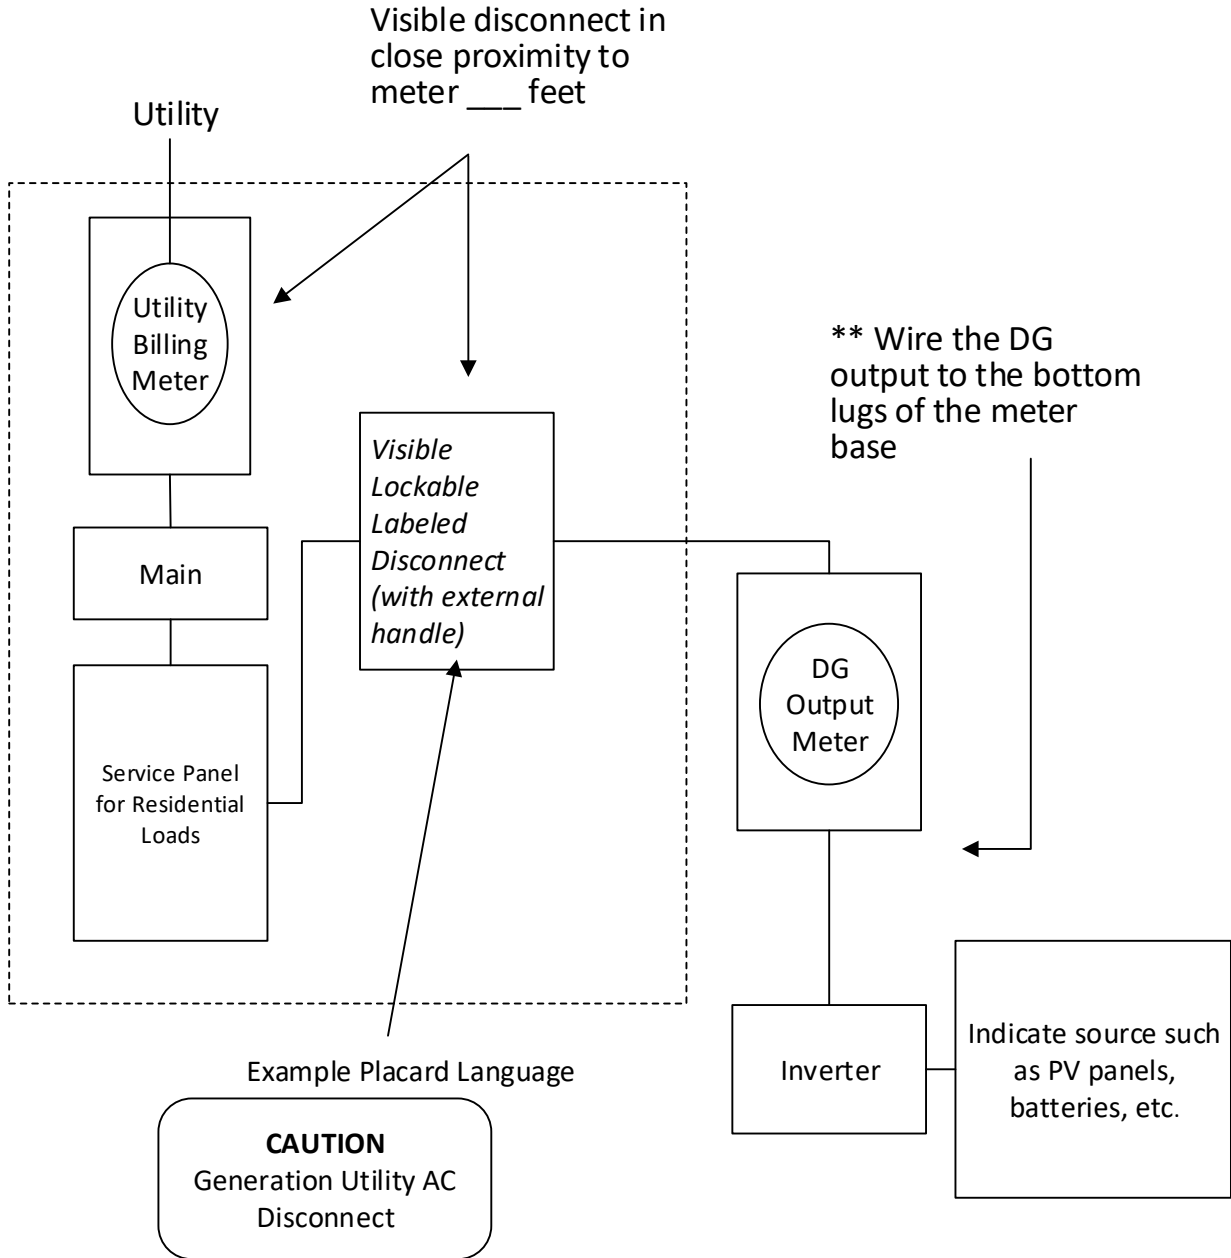 Visible disconnect in
close proximity to
meter ___ feet
Utility
Utility
Billing
Meter
** Wire the DG
output to the bottom
lugs of the meter
base
Visible
Lockable
Labeled
Disconnect
(with external
handle)
Main
DG
Output
Meter
Service Panel
for Residential
Loads
Indicate source such
as PV panels,
batteries, etc.
Inverter
Example Placard Language
CAUTION
Generation Utility AC
Disconnect